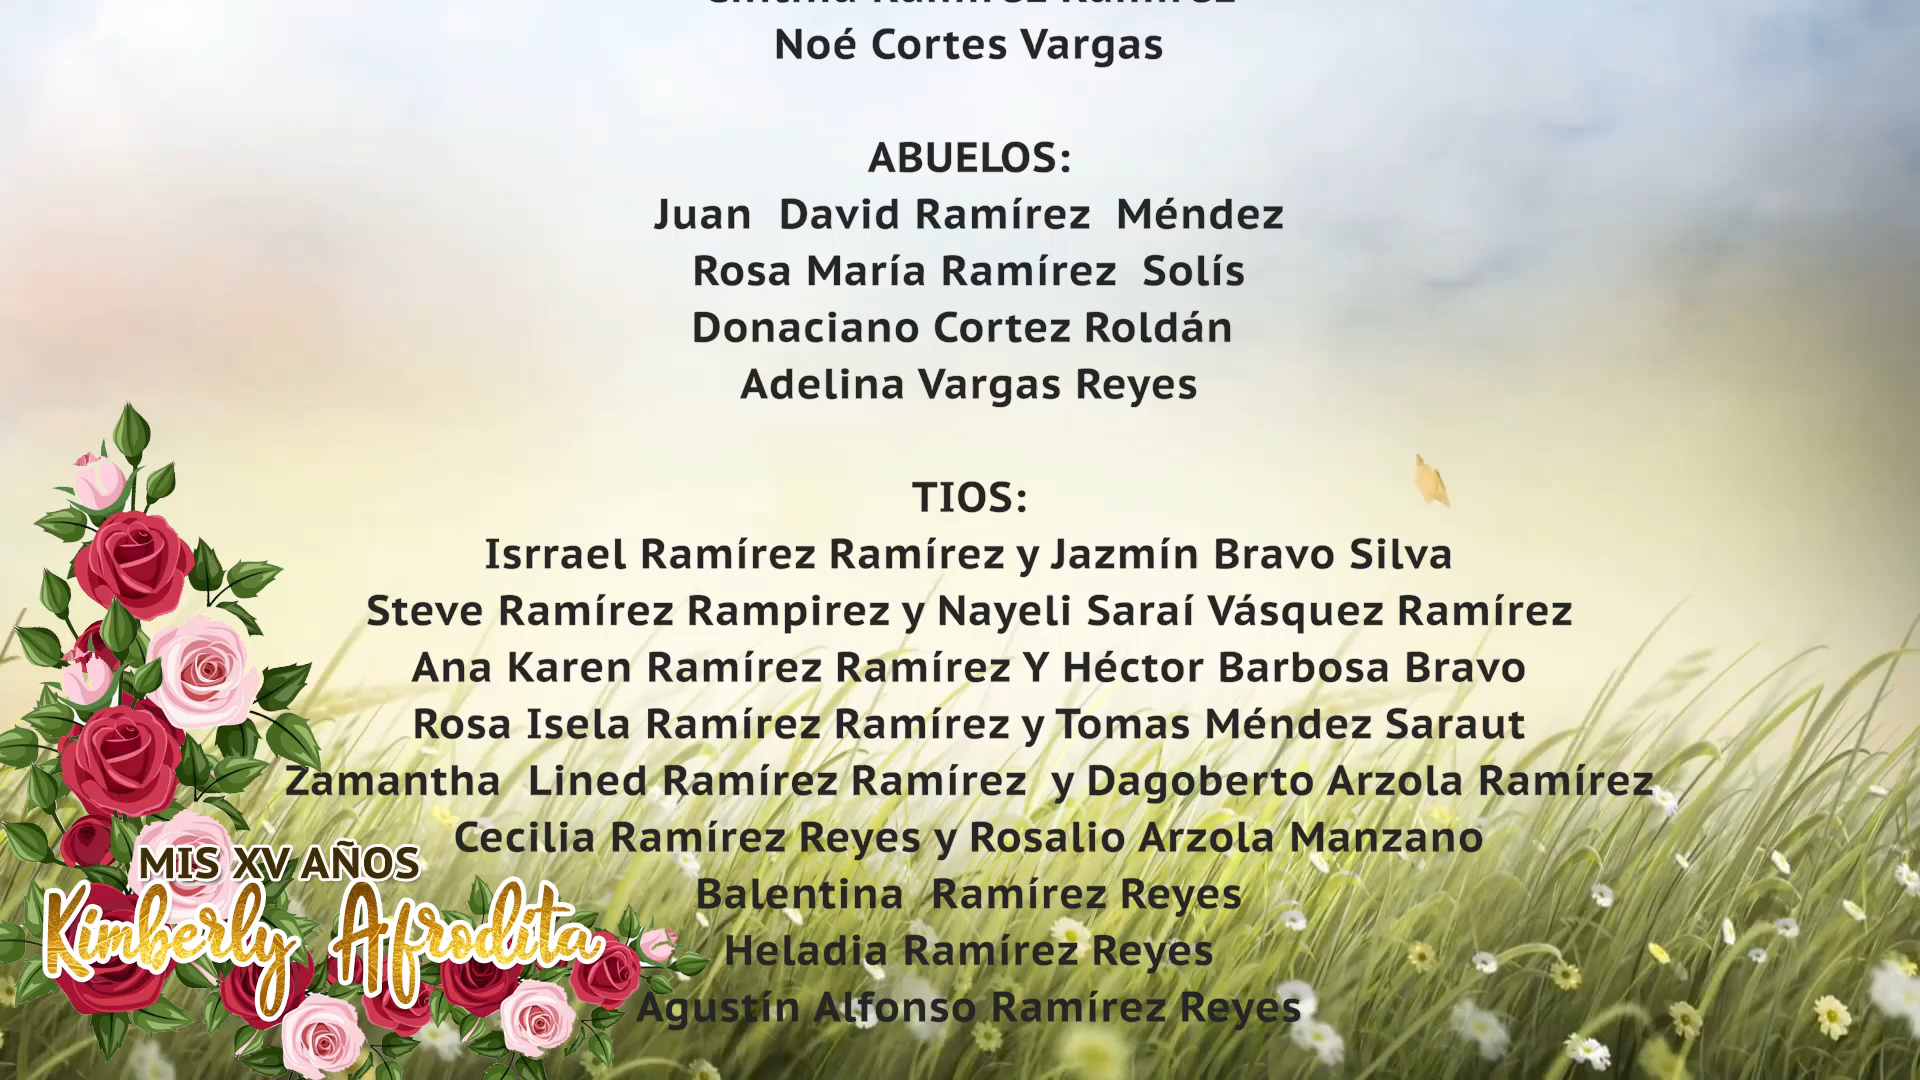 Noé Cortes Vargas
ABUELOS:
Juan David Ramírez Méndez
Rosa María Ramírez Solís
Donaciano Cortez Roldán
Adelina Vargas Reyes
TIOS:
Isrrael Ramírez Ramírez y Jazmín Bravo Silva
Steve Ramírez Rampirez y Nayeli Saraí Vásquez Ramírez
Ana Karen Ramírez Ramírez Y Héctor Barbosa Bravo
Rosa Isela Ramírez Ramírez y Tomas Méndez Saraut
Zamantha Lined Ramírez Ramírez y Dagoberto Arzola Ramírez
Cecilia Ramírez Reyes y Rosalio Arzola Manzano
Balentina Ramírez Reyes
Heladia Ramírez Reyes
Agustín Alfonso Ramírez Reyes
MIS XV AÑOS
Kimberly Afrodita